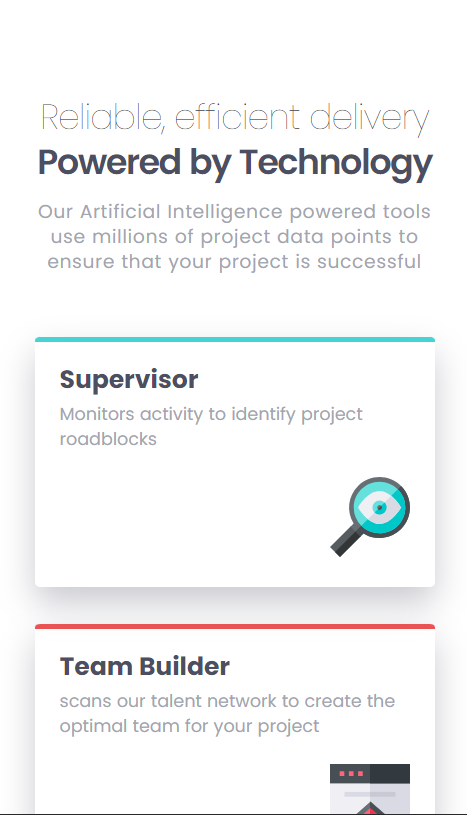 Reliable, efficient delivery
Powered by Technology
Our Artificial Intelligence powered tools
use millions of project data points to
ensure that your project is successful
Supervisor
Monitors activity to identify project
roadblocks
Team Builder
scans our talent network to create the
optimal team for your project